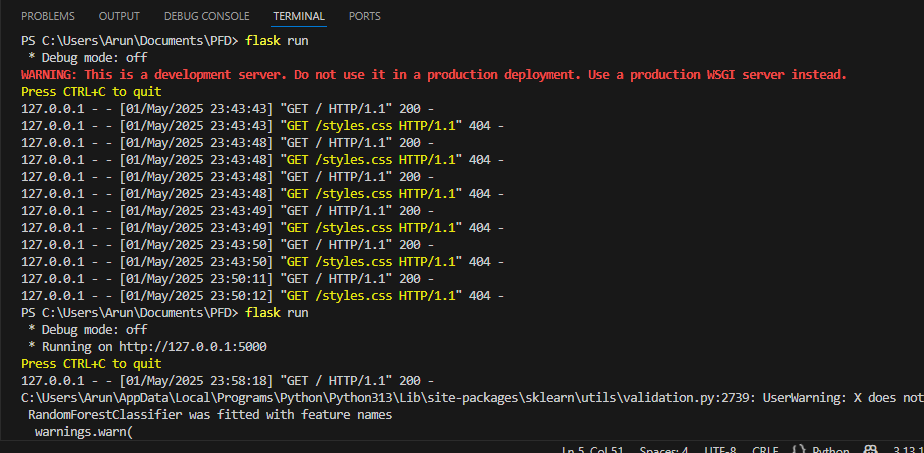 PROBLEMS OUTPUT DEBUG CONSOLE TERMINAL PORTS
PS C:\Users\Arun\Documents\PFD> flask run
* Debug mode: off
WARNING: This is a development server. Do not use it in a production deployment. Use a production WSGI server instead.
Press CTRL+C to quit
127.0.0.1 - - [01/May/2025 23:43:43] "GET / HTTP/1.1" 200 -
127.0.0.1 - - [01/May/2025 23:43:43] "GET /styles.css HTTP/1.1" 404 -
127.0.0.1 - - [01/May/2025 23:43:48] "GET / HTTP/1.1" 200 -
127.0.0.1 - - [01/May/2025 23:43:48] "GET /styles.css HTTP/1.1" 404 -
127.0.0.1 - - [01/May/2025 23:43:48] "GET / HTTP/1.1" 200 -
127.0.0.1 - - [01/May/2025 23:43:48] "GET /styles.css HTTP/1.1" 404 -
127.0.0.1 - - [01/May/2025 23:43:49] "GET / HTTP/1.1" 200 -
127.0.0.1 - - [01/May/2025 23:43:49] "GET /styles.css HTTP/1.1" 404 -
127.0.0.1 - - [01/May/2025 23:43:50] "GET / HTTP/1.1" 200 -
127.0.0.1 - - [01/May/2025 23:43:50] "GET /styles.css HTTP/1.1" 404 -
127.0.0.1 - - [01/May/2025 23:50:11] "GET / HTTP/1.1" 200 -
127.0.0.1 - - [01/May/2025 23:50:12] "GET /styles.css HTTP/1.1" 404 -
PS C:\Users\Arun\Documents\PFD> flask run
* Debug mode: off
* Running on http://127.0.0.1:5000
Press CTRL+C to quit
127.0.0.1 - - [01/May/2025 23:58:18] "GET / HTTP/1.1" 200 -
C:\Users\Arun\AppData\Local\Programs\Python\Python313\Lib\site-packages\sklearn\utils\validation.py:2739: UserWarning: X does not
RandomForestClassifier was fitted with feature names
warnings.warn(
Ln 5, Col 51 Spaces: 4 UTF-8 CRLF {} Python 3.13.1